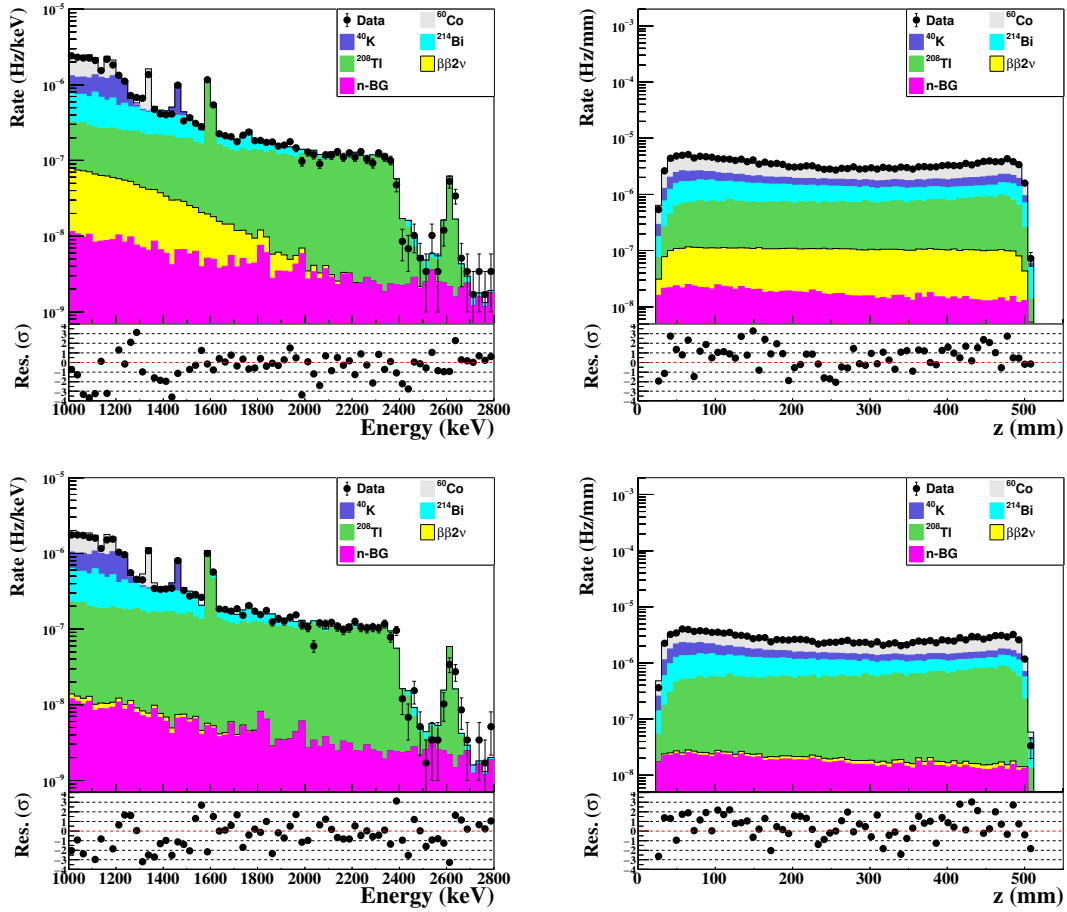 Rate (Hz/keV)
10⁻⁵
10⁻⁶
10⁻⁷
10⁻⁸
10⁻⁹
Data
⁶⁰Co
⁴⁰K
²¹⁴Bi
²⁰⁸Tl
ββ2ν
n-BG
Res. (σ)
4
3
2
1
0
−1
−2
−3
−4
1000 1200 1400 1600 1800 2000 2200 2400 2600 2800
Energy (keV)
Rate (Hz/mm)
10⁻²
10⁻³
10⁻⁴
10⁻⁵
10⁻⁶
10⁻⁷
10⁻⁸
Data
⁶⁰Co
⁴⁰K
²¹⁴Bi
²⁰⁸Tl
ββ2ν
n-BG
Res. (σ)
4
3
2
1
0
−1
−2
−3
−4
0 100 200 300 400 500
z (mm)
Rate (Hz/keV)
10⁻⁵
10⁻⁶
10⁻⁷
10⁻⁸
10⁻⁹
Data
⁶⁰Co
⁴⁰K
²¹⁴Bi
²⁰⁸Tl
ββ2ν
n-BG
Res. (σ)
4
3
2
1
0
−1
−2
−3
−4
1000 1200 1400 1600 1800 2000 2200 2400 2600 2800
Energy (keV)
Rate (Hz/mm)
10⁻²
10⁻³
10⁻⁴
10⁻⁵
10⁻⁶
10⁻⁷
10⁻⁸
Data
⁶⁰Co
⁴⁰K
²¹⁴Bi
²⁰⁸Tl
ββ2ν
n-BG
Res. (σ)
4
3
2
1
0
−1
−2
−3
−4
0 100 200 300 400 500
z (mm)